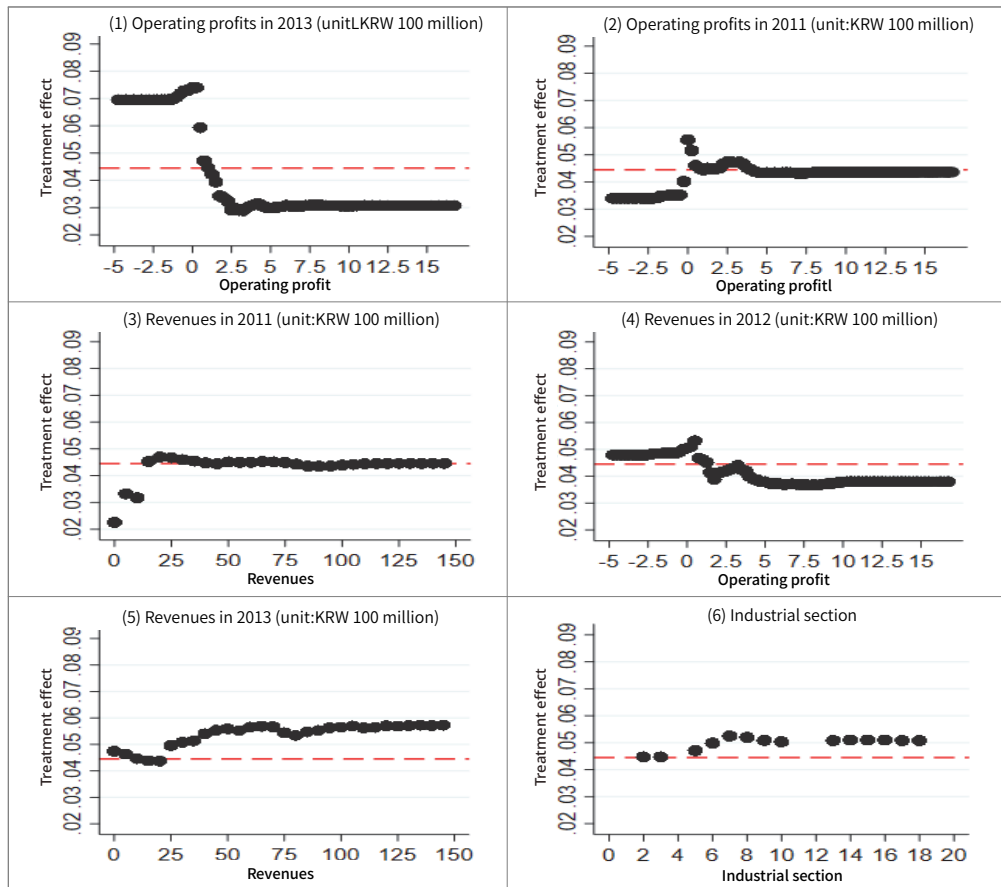 (1) Operating profits in 2013 (unitLKRW 100 million)
Treatment effect
.02 .03 .04 .05 .06 .07 .08 .09
-5 -2.5 0 2.5 5 7.5 10 12.5 15
Operating profit
(2) Operating profits in 2011 (unit:KRW 100 million)
Treatment effect
.02 .03 .04 .05 .06 .07 .08 .09
-5 -2.5 0 2.5 5 7.5 10 12.5 15
Operating profitl
(3) Revenues in 2011 (unit:KRW 100 million)
Treatment effect
.02 .03 .04 .05 .06 .07 .08 .09
0 25 50 75 100 125 150
Revenues
(4) Revenues in 2012 (unit:KRW 100 million)
Treatment effect
.02 .03 .04 .05 .06 .07 .08 .09
-5 -2.5 0 2.5 5 7.5 10 12.5 15
Operating profit
(5) Revenues in 2013 (unit:KRW 100 million)
Treatment effect
.02 .03 .04 .05 .06 .07 .08 .09
0 25 50 75 100 125 150
Revenues
(6) Industrial section
Treatment effect
.02 .03 .04 .05 .06 .07 .08 .09
0 2 4 6 8 10 12 14 16 18 20
Industrial section